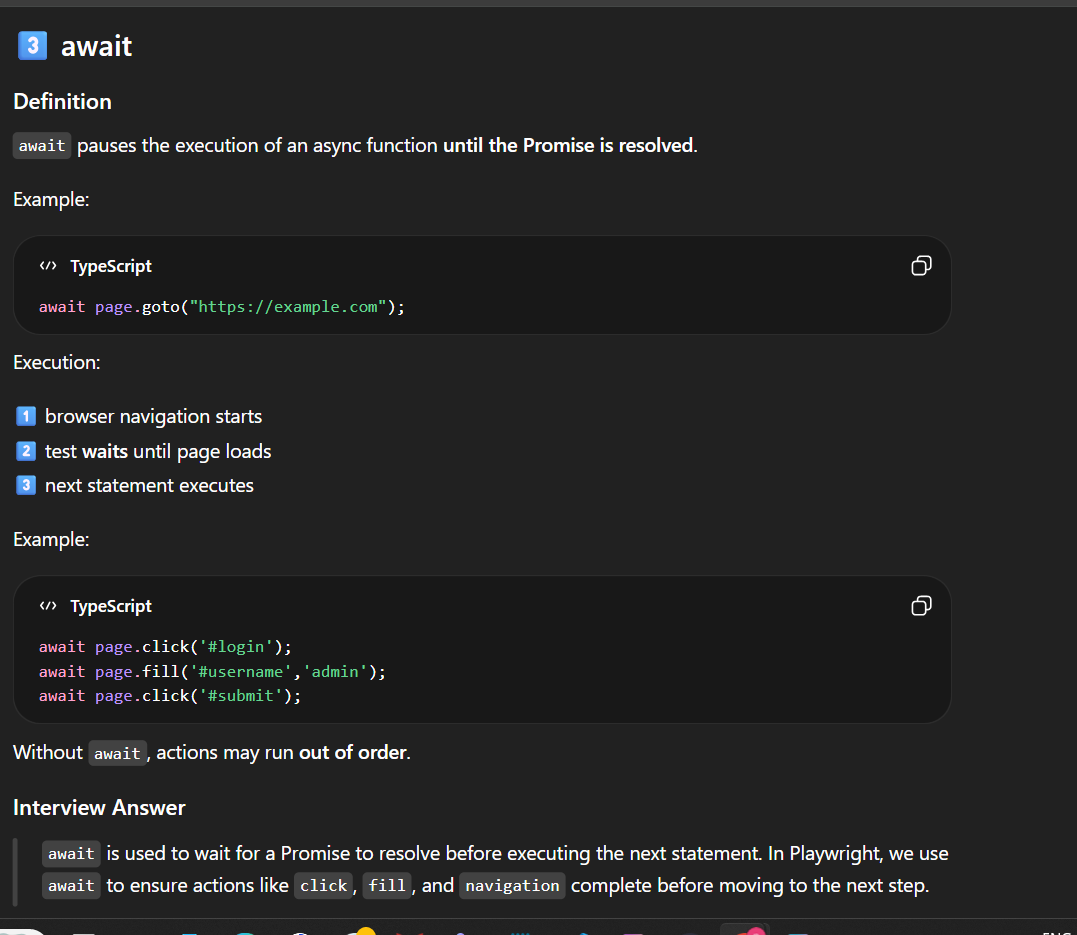 3 await
Definition
await pauses the execution of an async function until the Promise is resolved.
Example:
</> TypeScript
await page.goto("https://example.com");
Execution:
1 browser navigation starts
2 test waits until page loads
3 next statement executes
Example:
</> TypeScript
await page.click('#login');
await page.fill('#username','admin');
await page.click('#submit');
Without await, actions may run out of order.
Interview Answer
await is used to wait for a Promise to resolve before executing the next statement. In Playwright, we use
await to ensure actions like click, fill, and navigation complete before moving to the next step.